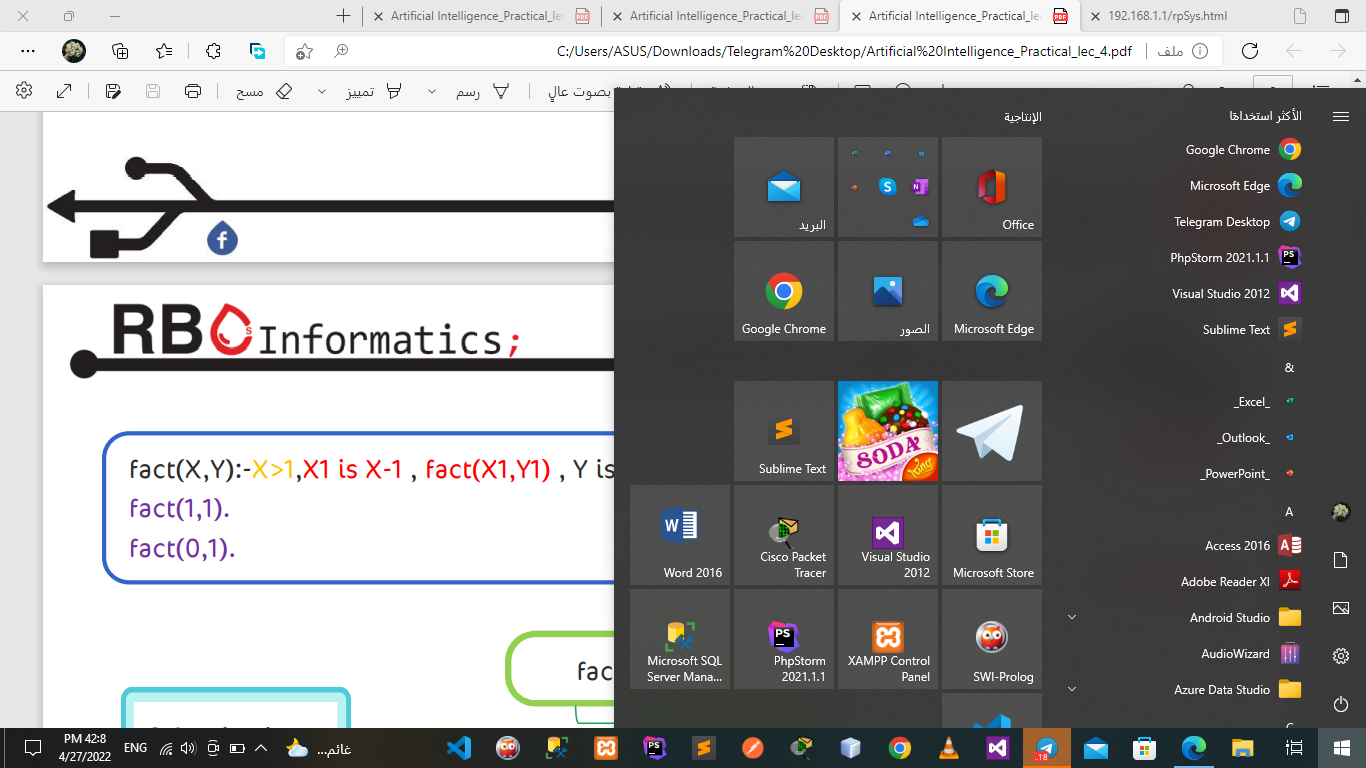 Artificial Intelligence_Practical_lec
Artificial Intelligence_Practical_lec
Artificial Intelligence_Practical_lec
192.168.1.1/rpSys.html
C:/Users/ASUS/Downloads/Telegram%20Desktop/Artificial%20Intelligence_Practical_lec_4.pdf
ملف
مسح
تمييز
رسم
بصوت عالٍ
RB
s
Informatics;
fact(X,Y):-X>1,X1 is X-1 , fact(X1,Y1) , Y is
fact(1,1).
fact(0,1).
fac
الأكثر استخدامًا
Google Chrome
Microsoft Edge
Telegram Desktop
PhpStorm 2021.1.1
Visual Studio 2012
Sublime Text
&
_Excel_
_Outlook_
_PowerPoint_
A
Access 2016
Adobe Reader XI
Android Studio
AudioWizard
Azure Data Studio
الإنتاجية
Office
البريد
Microsoft Edge
الصور
Google Chrome
SODA
King
Sublime Text
Microsoft Store
Visual Studio
2012
Cisco Packet
Tracer
Word 2016
SWI-Prolog
XAMPP Control
Panel
PhpStorm
2021.1.1
Microsoft SQL
Server Mana...
PM 42:8
4/27/2022
ENG
غائم...
18